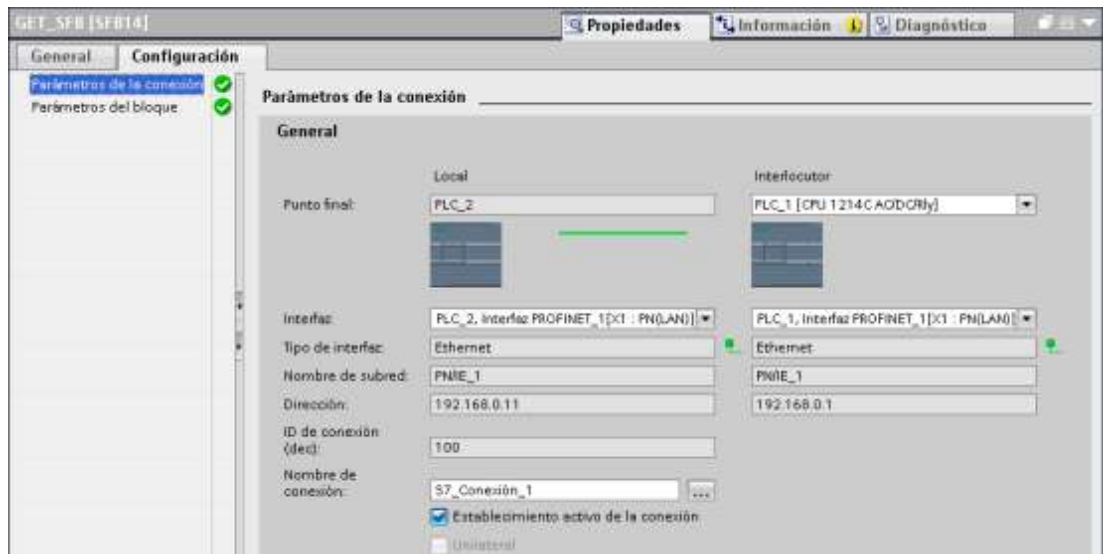 GET_SFB [SFB14]
Propiedades
Información
Diagnóstico
General
Configuración
Parámetros de la conexión
Parámetros del bloque
Parámetros de la conexión
General
Local
Interlocutor
Punto final:
PLC_2
PLC_1 [CPU 1214C AC/DC/Rly]
Interfaz:
PLC_2, Interfaz PROFINET_1[X1 : PN(LAN)]
PLC_1, Interfaz PROFINET_1[X1 : PN(LAN)]
Tipo de interfaz:
Ethernet
Ethernet
Nombre de subred:
PN/IE_1
PN/IE_1
Dirección:
192.168.0.11
192.168.0.1
ID de conexión
(dec):
100
Nombre de
conexión:
S7_Conexión_1
...
Establecimiento activo de la conexión
Unilateral